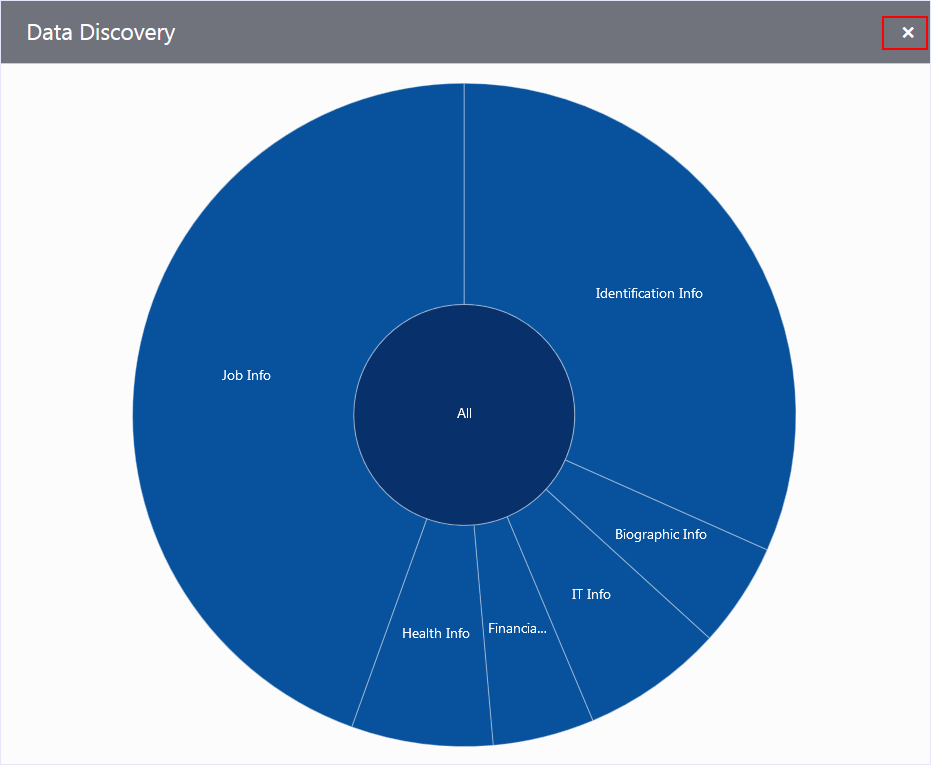 Data Discovery
Identification Info
Job Info
All
Biographic Info
IT Info
Financia...
Health Info